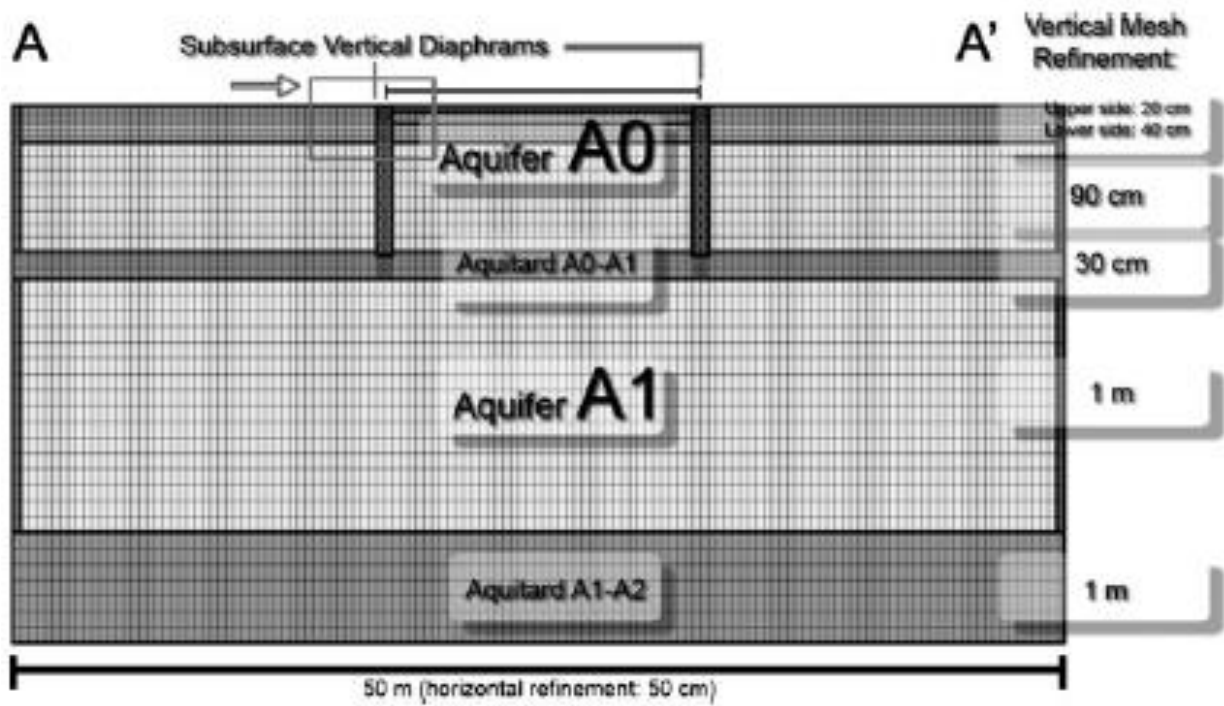 A
Subsurface Vertical Diaphrams
A'
Vertical Mesh
Refinement:
Upper side: 20 cm
Lower side: 40 cm
Aquifer A0
90 cm
Aquitard A0-A1
30 cm
Aquifer A1
1 m
Aquitard A1-A2
1 m
50 m (horizontal refinement: 50 cm)